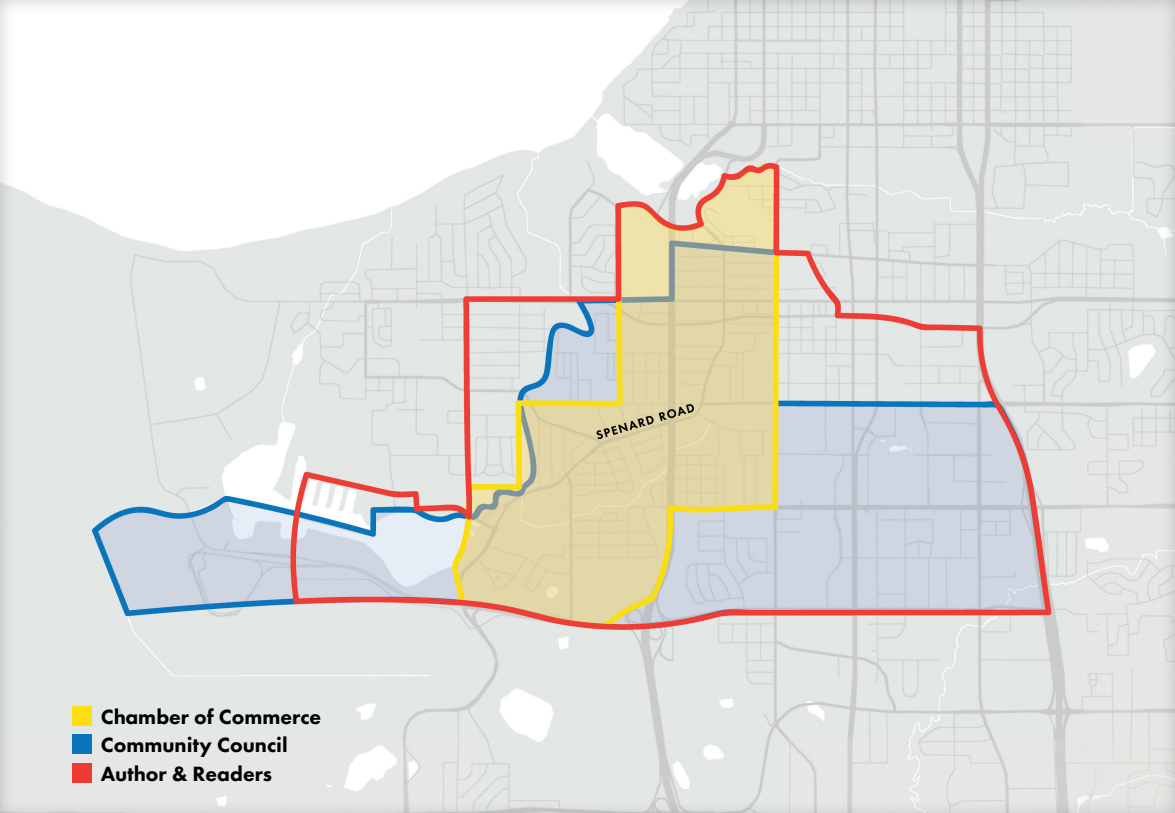 SPENARD ROAD
Chamber of Commerce
Community Council
Author & Readers